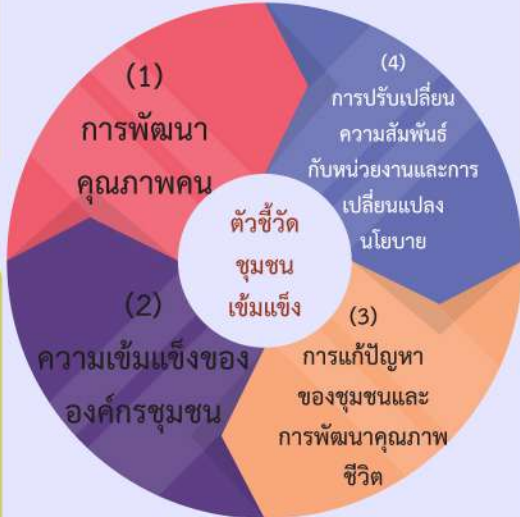 (1)
การพัฒนา
คุณภาพคน
(4)
การปรับเปลี่ยน
ความสัมพันธ์
กับหน่วยงานและการ
เปลี่ยนแปลง
นโยบาย
ตัวชี้วัด
ชุมชน
เข้มแข็ง
(2)
ความเข้มแข็งของ
องค์กรชุมชน
(3)
การแก้ปัญหา
ของชุมชนและ
การพัฒนาคุณภาพ
ชีวิต